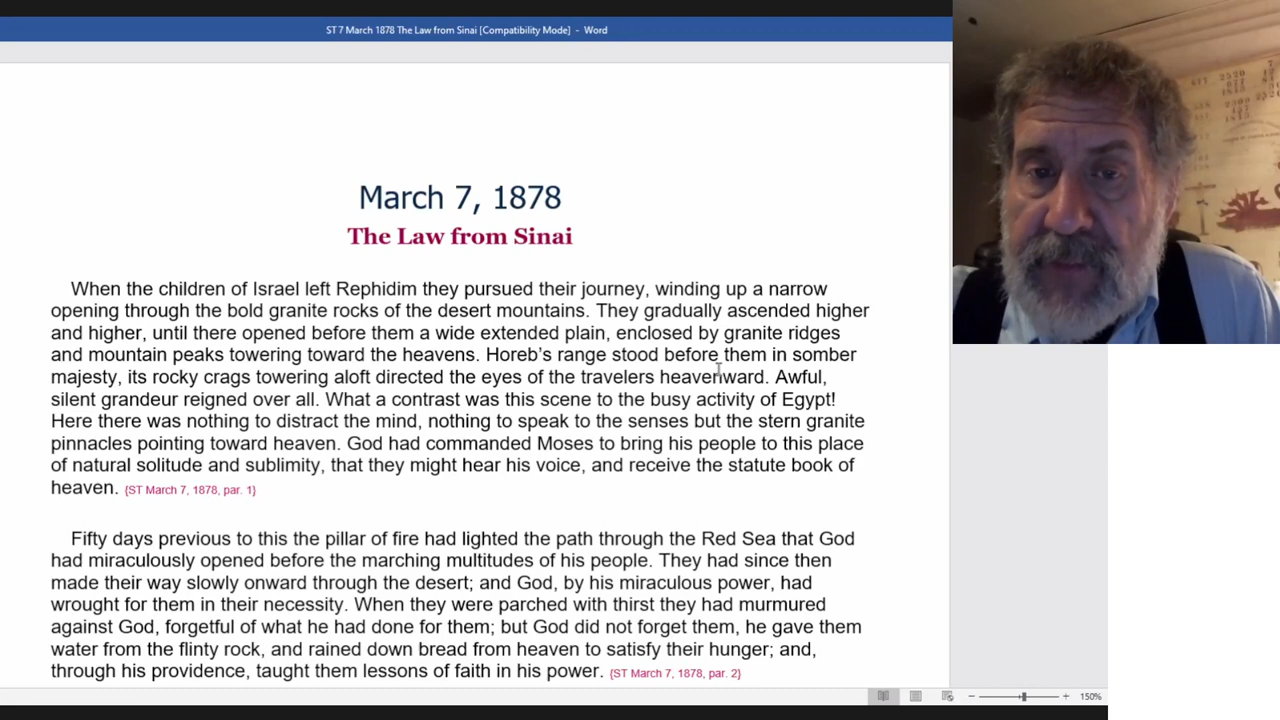 ST 7 March 1878 The Law from Sinai [Compatibility Mode] - Word
March 7, 1878
The Law from Sinai
When the children of Israel left Rephidim they pursued their journey, winding up a narrow
opening through the bold granite rocks of the desert mountains. They gradually ascended higher
and higher, until there opened before them a wide extended plain, enclosed by granite ridges
and mountain peaks towering toward the heavens. Horeb’s range stood before them in somber
majesty, its rocky crags towering aloft directed the eyes of the travelers heavenward. Awful,
silent grandeur reigned over all. What a contrast was this scene to the busy activity of Egypt!
Here there was nothing to distract the mind, nothing to speak to the senses but the stern granite
pinnacles pointing toward heaven. God had commanded Moses to bring his people to this place
of natural solitude and sublimity, that they might hear his voice, and receive the statute book of
heaven. {ST March 7, 1878, par. 1}
Fifty days previous to this the pillar of fire had lighted the path through the Red Sea that God
had miraculously opened before the marching multitudes of his people. They had since then
made their way slowly onward through the desert; and God, by his miraculous power, had
wrought for them in their necessity. When they were parched with thirst they had murmured
against God, forgetful of what he had done for them; but God did not forget them, he gave them
water from the flinty rock, and rained down bread from heaven to satisfy their hunger; and,
through his providence, taught them lessons of faith in his power. {ST March 7, 1878, par. 2}
150%
2520